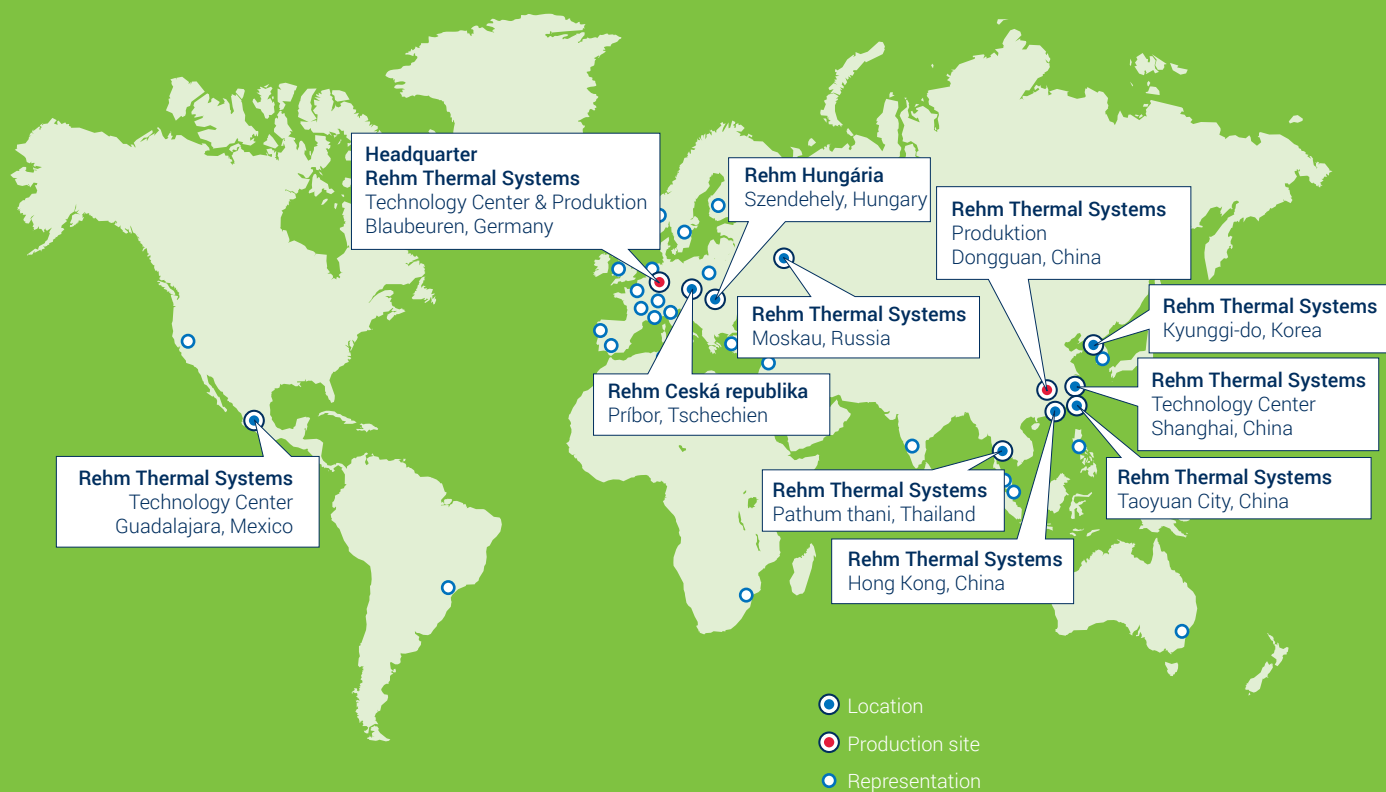 Headquarter
Rehm Thermal Systems
Technology Center & Produktion
Blaubeuren, Germany
Rehm Hungária
Szendehely, Hungary
Rehm Thermal Systems
Produktion
Dongguan, China
Rehm Thermal Systems
Moskau, Russia
Rehm Thermal Systems
Kyunggi-do, Korea
Rehm Ceská republika
Príbor, Tschechien
Rehm Thermal Systems
Technology Center
Shanghai, China
Rehm Thermal Systems
Technology Center
Guadalajara, Mexico
Rehm Thermal Systems
Pathum thani, Thailand
Rehm Thermal Systems
Taoyuan City, China
Rehm Thermal Systems
Hong Kong, China
Location
Production site
Representation